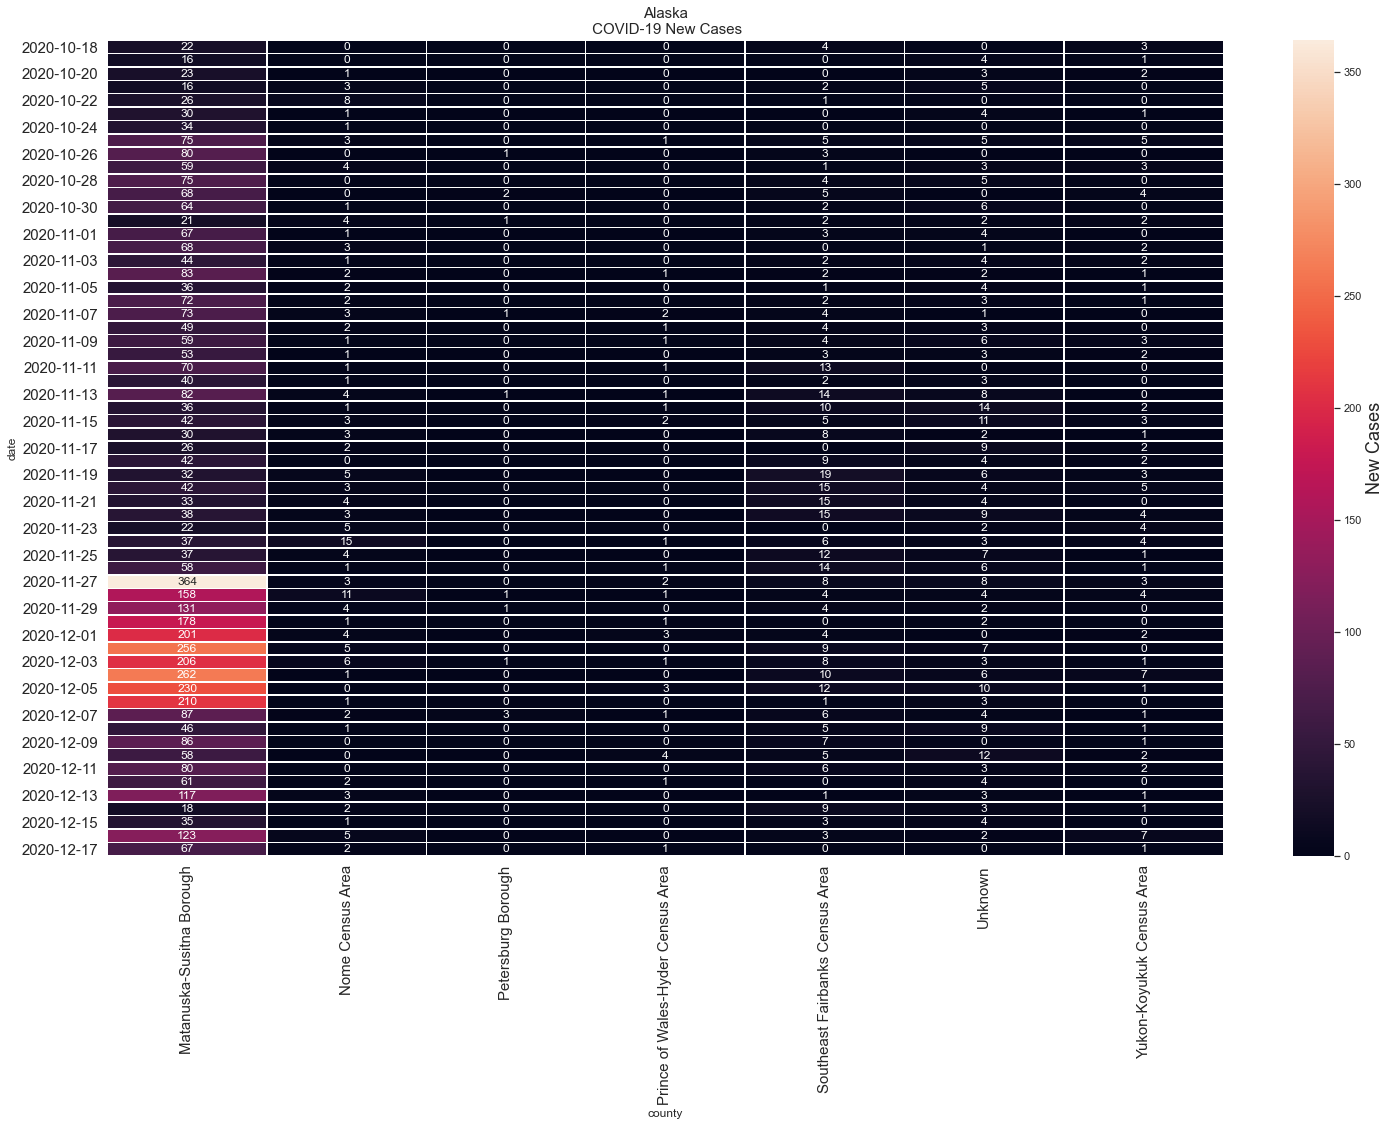 Alaska
COVID-19 New Cases
2020-10-18 22 0 0 0 4 0 3
16 0 0 0 0 4 1
2020-10-20 23 1 0 0 0 3 2
16 3 0 0 2 5 0
2020-10-22 26 8 0 0 1 0 0
30 1 0 0 0 4 1
2020-10-24 34 1 0 0 0 0 0
75 3 0 1 5 5 5
2020-10-26 80 0 1 0 3 0 0
59 4 0 0 1 3 3
2020-10-28 75 0 0 0 4 5 0
68 0 2 0 5 0 4
2020-10-30 64 1 0 0 2 6 0
21 4 1 0 2 2 2
2020-11-01 67 1 0 0 3 4 0
68 3 0 0 0 1 2
2020-11-03 44 1 0 0 2 4 2
83 2 0 1 2 2 1
2020-11-05 36 2 0 0 1 4 1
72 2 0 0 2 3 1
2020-11-07 73 3 1 2 4 1 0
49 2 0 1 4 3 0
2020-11-09 59 1 0 1 4 6 3
53 1 0 0 3 3 2
2020-11-11 70 1 0 1 13 0 0
40 1 0 0 2 3 0
2020-11-13 82 4 1 1 14 8 0
36 1 0 1 10 14 2
2020-11-15 42 3 0 2 5 11 3
30 3 0 0 8 2 1
2020-11-17 26 2 0 0 0 9 2
42 0 0 0 9 4 2
2020-11-19 32 5 0 0 19 6 3
42 3 0 0 15 4 5
2020-11-21 33 4 0 0 15 4 0
38 3 0 0 15 9 4
2020-11-23 22 5 0 0 0 2 4
37 15 0 1 6 3 4
2020-11-25 37 4 0 0 12 7 1
58 1 0 1 14 6 1
2020-11-27 364 3 0 2 8 8 3
158 11 1 1 4 4 4
2020-11-29 131 4 1 0 4 2 0
178 1 0 1 0 2 0
2020-12-01 201 4 0 3 4 0 2
256 5 0 0 9 7 0
2020-12-03 206 6 1 1 8 3 1
262 1 0 0 10 6 7
2020-12-05 230 0 0 3 12 10 1
210 1 0 0 1 3 0
2020-12-07 87 2 3 1 6 4 1
46 1 0 0 5 9 1
2020-12-09 86 0 0 0 7 0 1
58 0 0 4 5 12 2
2020-12-11 80 0 0 0 6 3 2
61 2 0 1 0 4 0
2020-12-13 117 3 0 0 1 3 1
18 2 0 0 9 3 1
2020-12-15 35 1 0 0 3 4 0
123 5 0 0 3 2 7
2020-12-17 67 2 0 1 0 0 1
date
Matanuska-Susitna Borough
Nome Census Area
Petersburg Borough
Prince of Wales-Hyder Census Area
Southeast Fairbanks Census Area
Unknown
Yukon-Koyukuk Census Area
county
350
300
250
200
150
100
50
0
New Cases